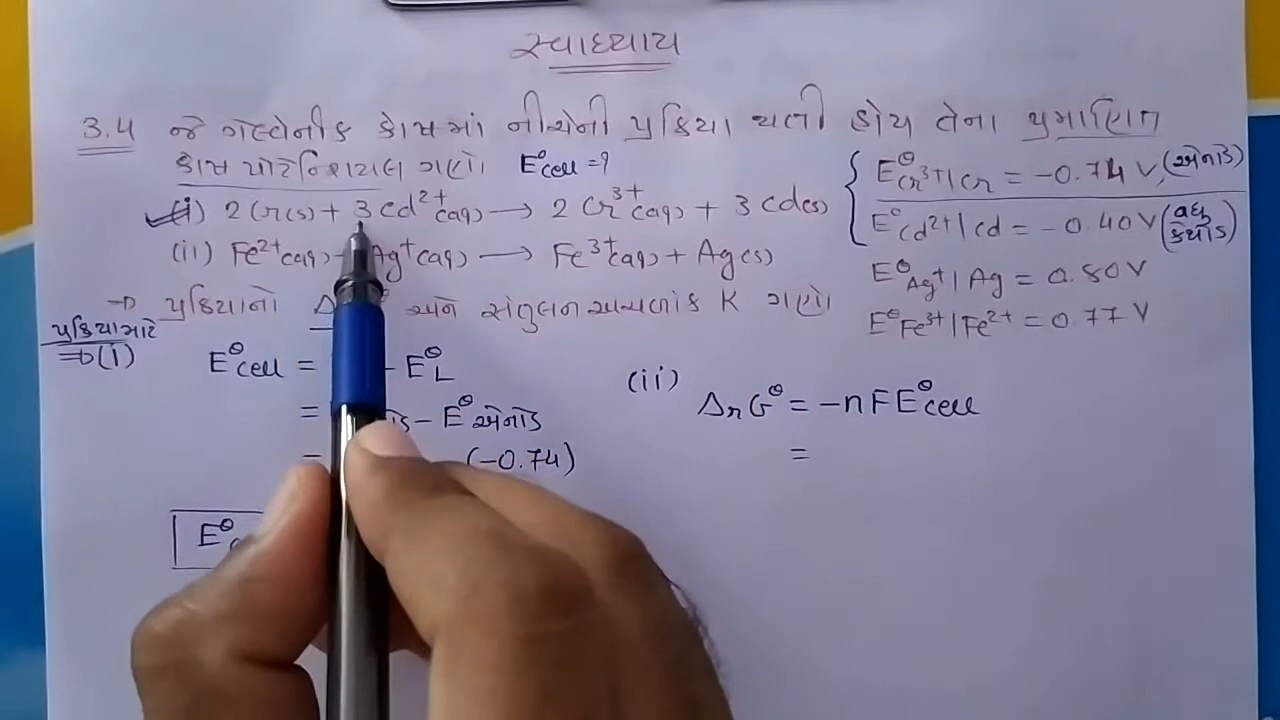 સ્વાધ્યાય
3.4 જે ગેલ્વેનીક કોષમાં નીચેની પ્રક્રિયા થતી હોય તેના પ્રમાણિત
કોષ પોટેન્શિયલ ગણો। E°cell = ?
(i) 2Cr(s) + 3Cd²⁺(aq) → 2Cr³⁺(aq) + 3Cd(s)
(ii) Fe²⁺(aq) Ag⁺(aq) → Fe³⁺(aq) + Ag(s)
→ પ્રક્રિયાનો અને સંતુલન અચળાંક K ગણો।
E°Cr³⁺|Cr = -0.74 V, (એનોડ)
E°Cd²⁺|Cd = -0.40 V (કેથોડ)
E°Ag⁺|Ag = 0.80 V
E°Fe³⁺|Fe²⁺ = 0.77 V
પ્રક્રિયા માટે
⇒ (i) E°cell = - E°L
= - E°એનોડ
= (-0.74)
(ii) ΔrG° = -nFE°cell
=